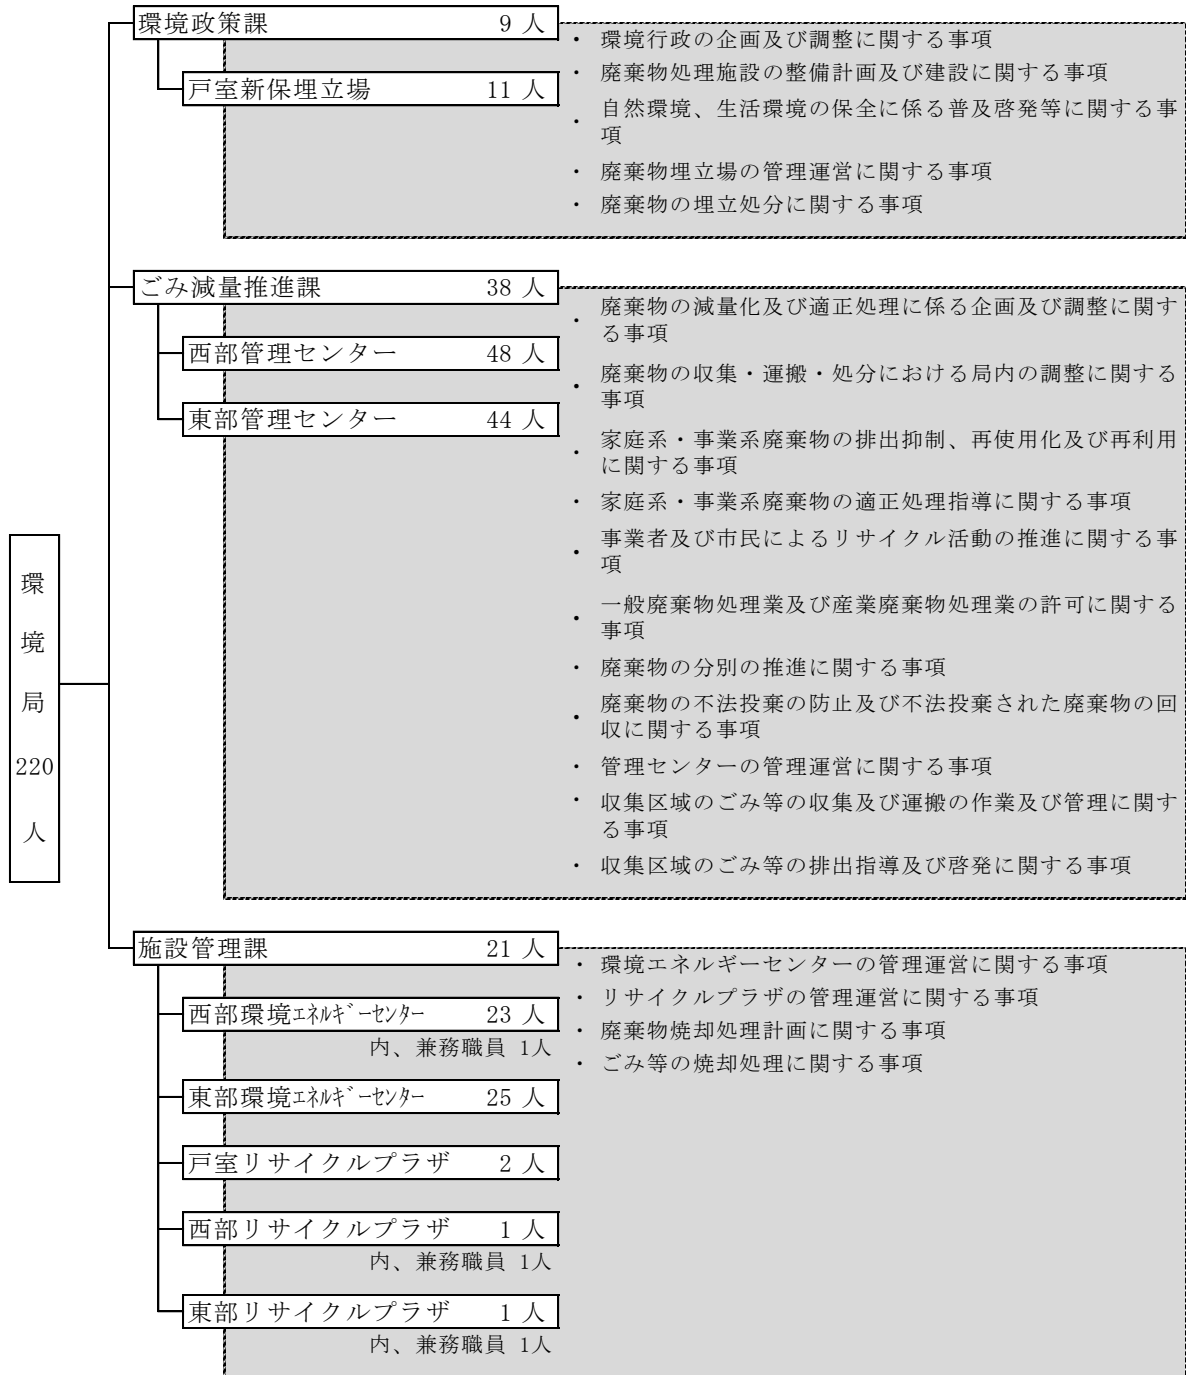 環境政策課 9 人
・ 環境行政の企画及び調整に関する事項
戸室新保埋立場 11 人
・ 廃棄物処理施設の整備計画及び建設に関する事項
・ 自然環境、生活環境の保全に係る普及啓発等に関する事
項
・ 廃棄物埋立場の管理運営に関する事項
・ 廃棄物の埋立処分に関する事項
ごみ減量推進課 38 人
西部管理センター 48 人
東部管理センター 44 人
・ 廃棄物の減量化及び適正処理に係る企画及び調整に関す
る事項
・ 廃棄物の収集・運搬・処分における局内の調整に関する
事項
・ 家庭系・事業系廃棄物の排出抑制、再使用化及び再利用
に関する事項
・ 家庭系・事業系廃棄物の適正処理指導に関する事項
・ 事業者及び市民によるリサイクル活動の推進に関する事
項
・ 一般廃棄物処理業及び産業廃棄物処理業の許可に関する
事項
・ 廃棄物の分別の推進に関する事項
・ 廃棄物の不法投棄の防止及び不法投棄された廃棄物の回
収に関する事項
・ 管理センターの管理運営に関する事項
・ 収集区域のごみ等の収集及び運搬の作業及び管理に関す
る事項
・ 収集区域のごみ等の排出指導及び啓発に関する事項
環
境
局
220
人
施設管理課 21 人
・ 環境エネルギーセンターの管理運営に関する事項
・ リサイクルプラザの管理運営に関する事項
・ 廃棄物焼却処理計画に関する事項
・ ごみ等の焼却処理に関する事項
西部環境ｴﾈﾙｷﾞｰｾﾝﾀｰ 23 人
内、兼務職員 1人
東部環境ｴﾈﾙｷﾞｰｾﾝﾀｰ 25 人
戸室リサイクルプラザ 2 人
西部リサイクルプラザ 1 人
内、兼務職員 1人
東部リサイクルプラザ 1 人
内、兼務職員 1人